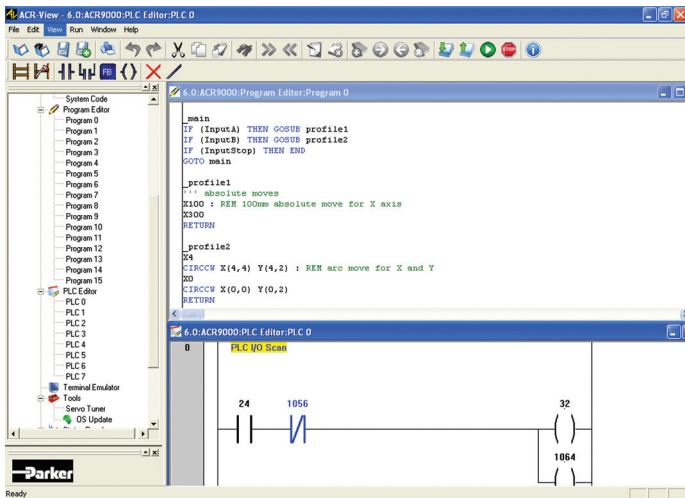 ACR-View - 6.0:ACR9000:PLC Editor:PLC 0
File Edit View Run Window Help
FB
STOP
System Code
Program Editor
Program 0
Program 1
Program 2
Program 3
Program 4
Program 5
Program 6
Program 7
Program 8
Program 9
Program 10
Program 11
Program 12
Program 13
Program 14
Program 15
PLC Editor
PLC 0
PLC 1
PLC 2
PLC 3
PLC 4
PLC 5
PLC 6
PLC 7
Terminal Emulator
Tools
Servo Tuner
OS Update
Parker
6.0:ACR9000:Program Editor:Program 0
_main
IF (InputA) THEN GOSUB profile1
IF (InputB) THEN GOSUB profile2
IF (InputStop) THEN END
GOTO main
_profile1
''' absolute moves
X100 : REM 100mm absolute move for X axis
X300
RETURN
_profile2
X4
CIRCCW X(4,4) Y(4,2) : REM arc move for X and Y
X0
CIRCCW X(0,0) Y(0,2)
RETURN
6.0:ACR9000:PLC Editor:PLC 0
0 PLC I/O Scan
24 1056 32
1064
Ready